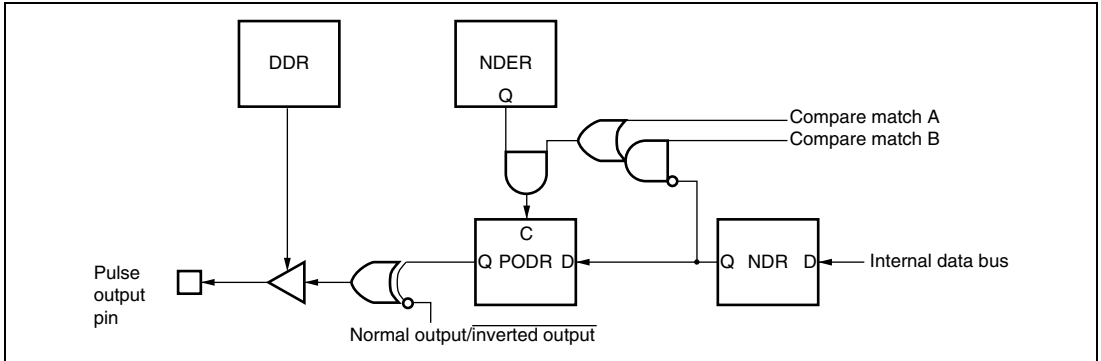 DDR
NDER
Q
Compare match A
Compare match B
C
Q PODR D
Q NDR D
Internal data bus
Pulse
output
pin
Normal output/inverted output